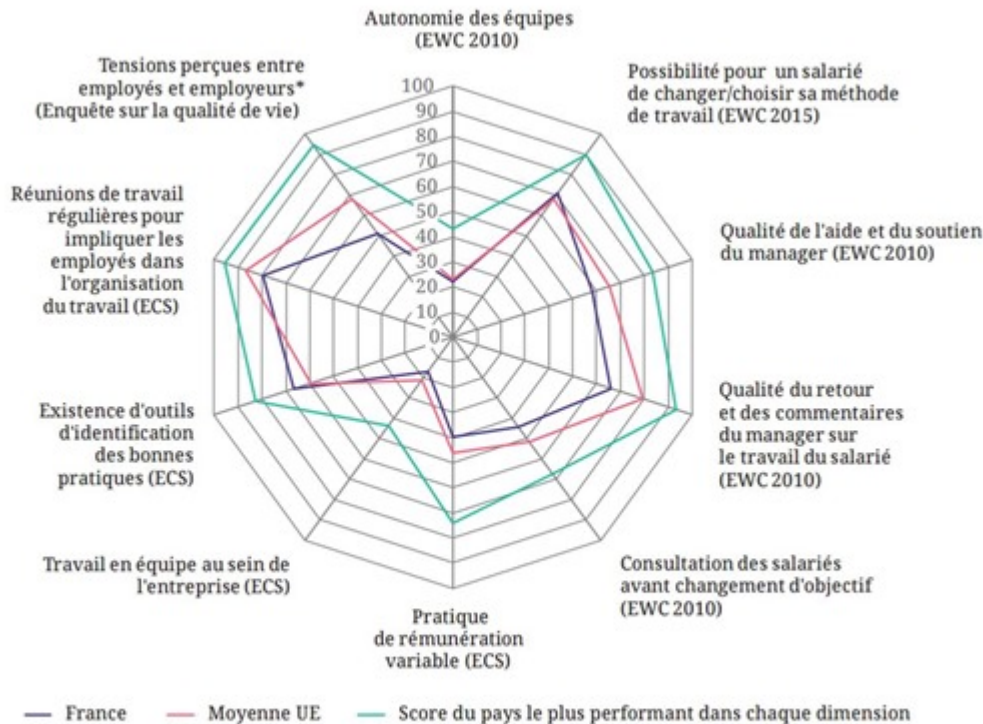 Autonomie des équipes
(EWC 2010)
Tensions perçues entre
employés et employeurs*
(Enquête sur la qualité de vie)
Possibilité pour un salarié
de changer/choisir sa méthode
de travail (EWC 2015)
100
90
80
70
60
50
40
30
20
10
0
Réunions de travail
régulières pour
impliquer les
employés dans
l'organisation
du travail (ECS)
Qualité de l'aide et du soutien
du manager (EWC 2010)
Existence d'outils
d'identification
des bonnes
pratiques (ECS)
Qualité du retour
et des commentaires
du manager sur
le travail du salarié
(EWC 2010)
Travail en équipe au sein de
l'entreprise (ECS)
Consultation des salariés
avant changement d'objectif
(EWC 2010)
Pratique
de rémunération
variable (ECS)
France
Moyenne UE
Score du pays le plus performant dans chaque dimension